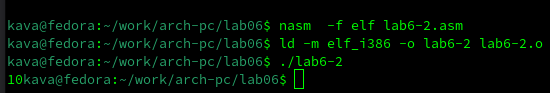 kava@fedora:~/work/arch-pc/lab06$ nasm  -f elf lab6-2.asm
kava@fedora:~/work/arch-pc/lab06$ ld -m elf_i386 -o lab6-2 lab6-2.o
kava@fedora:~/work/arch-pc/lab06$ ./lab6-2
10kava@fedora:~/work/arch-pc/lab06$